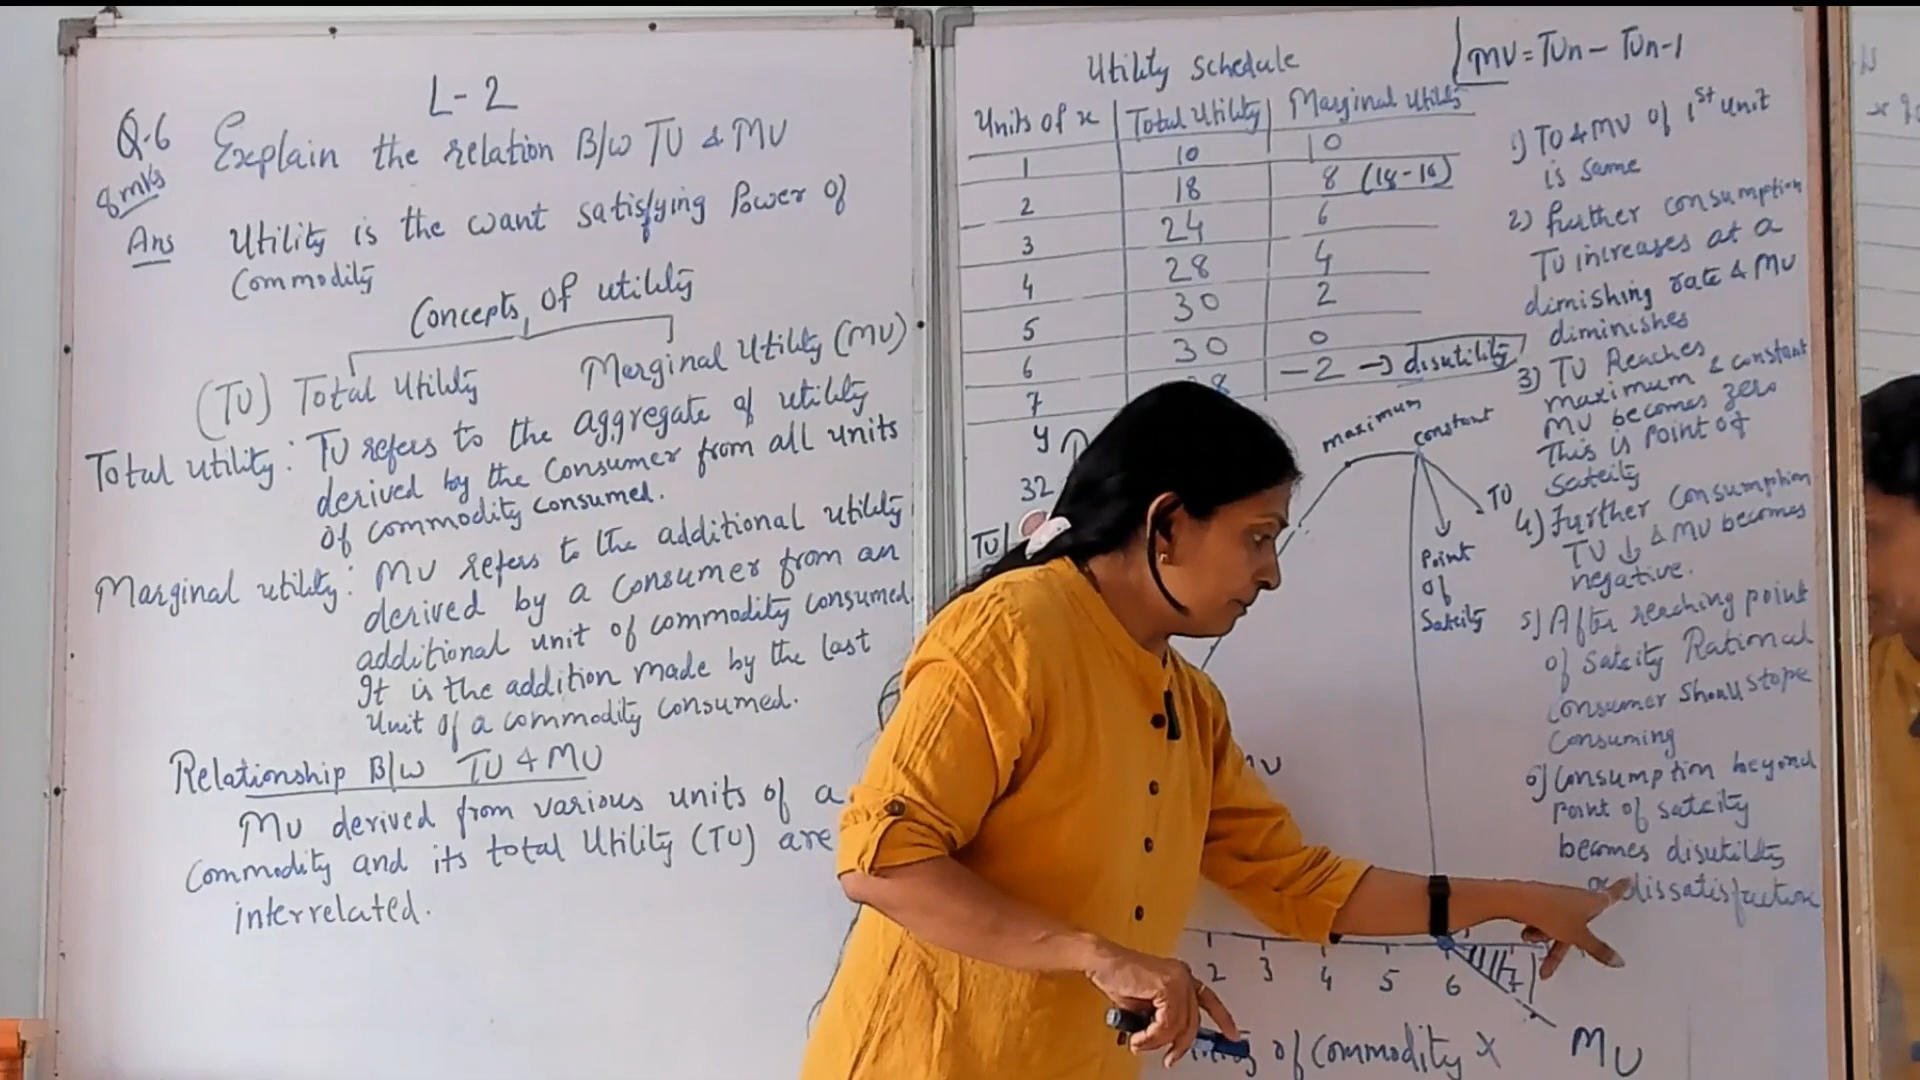 L-2
Q.6 Explain the relation B/w TU & MU
8mks
Ans Utility is the want satisfying Power of
Commodity
Concepts of utility
(TU) Total Utility Marginal Utility (MU)
Total utility : TU refers to the aggregate of utility
derived by the Consumer from all units
of commodity consumed.
Marginal utility : MU refers to the additional utility
derived by a Consumer from an
additional unit of commodity consumed.
It is the addition made by the last
Unit of a commodity consumed.
Relationship B/w TU & MU
MU derived from various units of a
Commodity and its total Utility (TU) are
interrelated.
Utility Schedule
MU = TUn - TUn-1
Units of x Total Utility Marginal Utility
1 10 10
2 18 8 (18-10)
3 24 6
4 28 4
5 30 2
6 30 0
7 -2 → disutility
y
32
TU
maximum
constant
TU
Point
of
Satcity
2 3 4 5 6 7
of Commodity X
MU
1) TU & MU of 1st unit
is same
2) further consumption
TU increases at a
dimishing rate & MU
diminishes
3) TU Reaches
maximum & constant
MU becomes zero
This is point of
Satcity
4) Further Consumption
TU ↓ & MU becomes
negative.
5) After reaching point
of satcity Rational
Consumer should stope
Consuming
6) Consumption beyond
point of satcity
becomes disutility